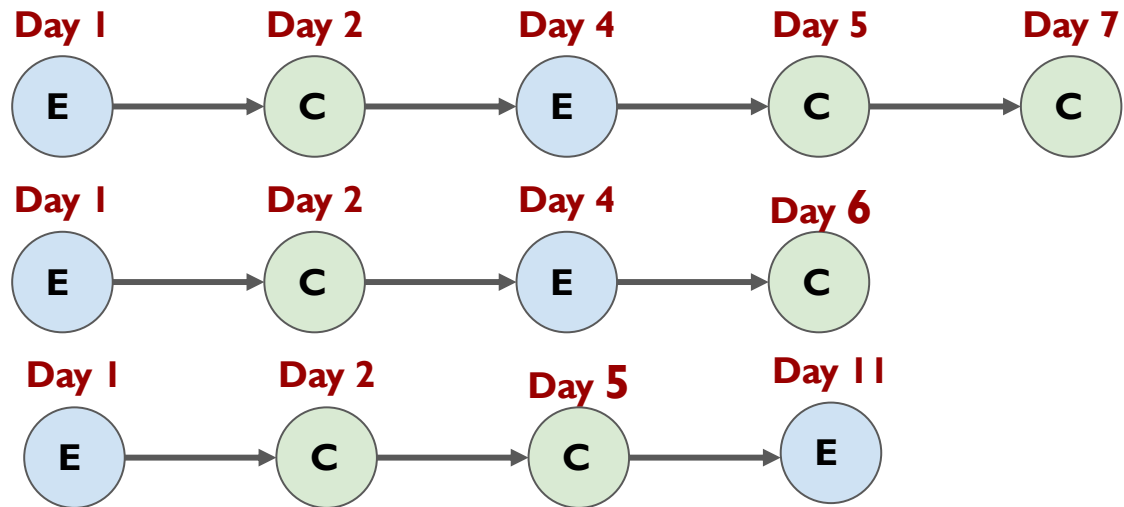 Day 1 Day 2 Day 4 Day 5 Day 7
E C E C C
Day 1 Day 2 Day 4 Day 6
E C E C
Day 1 Day 2 Day 5 Day 11
E C C E